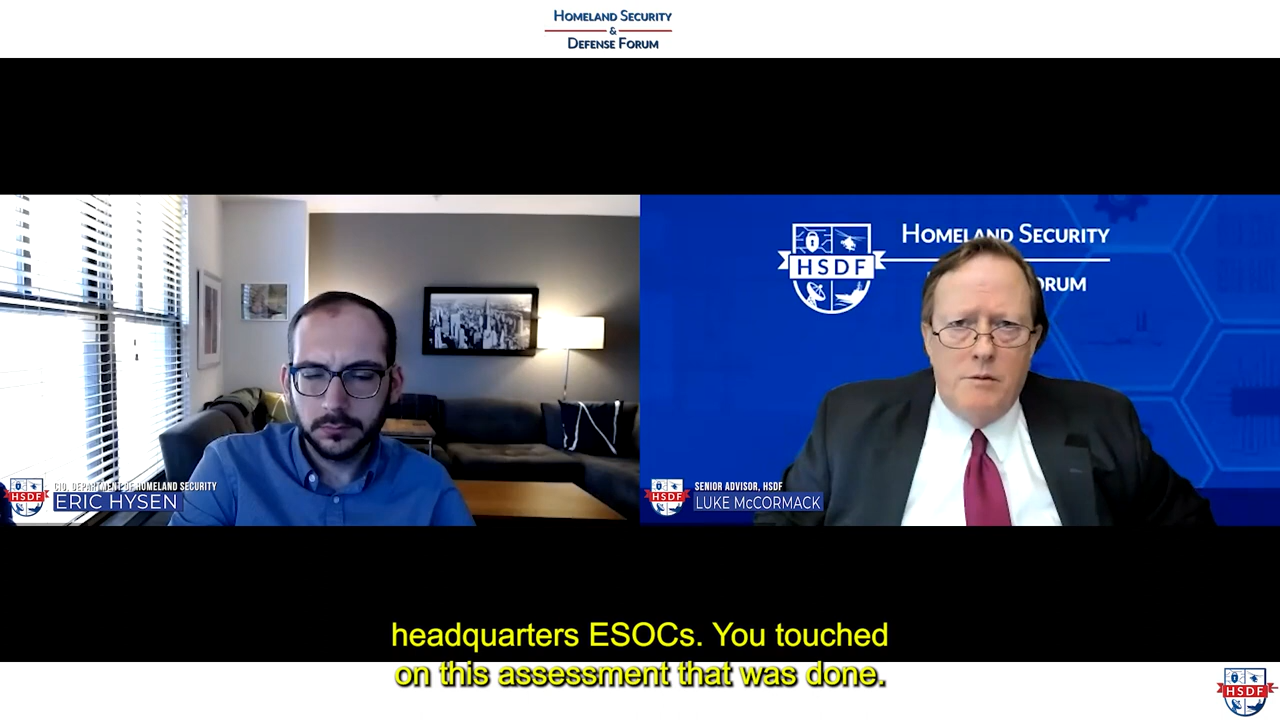 HOMELAND SECURITY
&
DEFENSE FORUM
HSDF
HOMELAND SECURITY
ORUM
HSDF
CIO, DEPARTMENT OF HOMELAND SECURITY
ERIC HYSEN
HSDF
SENIOR ADVISOR, HSDF
LUKE McCORMACK
headquarters ESOCs. You touched
on this assessment that was done.
HSDF